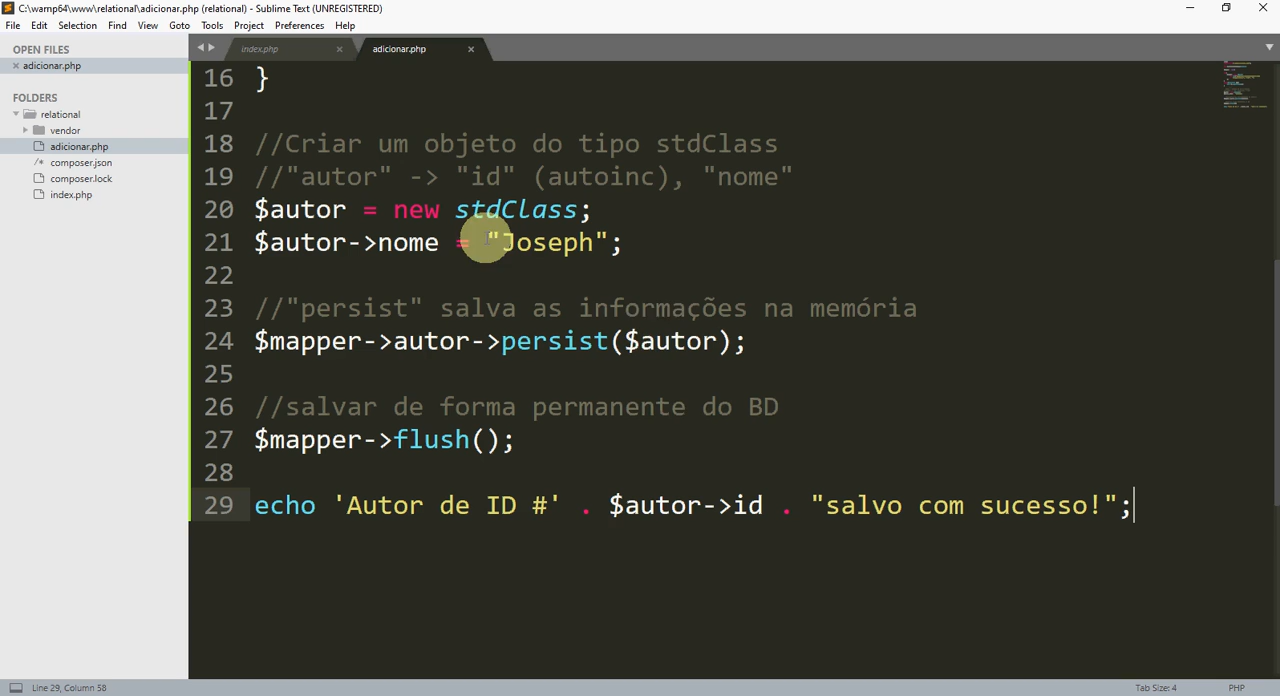 C:\wamp64\www\relational\adicionar.php (relational) - Sublime Text (UNREGISTERED)
File Edit Selection Find View Goto Tools Project Preferences Help
OPEN FILES
adicionar.php
FOLDERS
relational
vendor
adicionar.php
composer.json
composer.lock
index.php
index.php adicionar.php
16 }
17
18 //Criar um objeto do tipo stdClass
19 //"autor" -> "id" (autoinc), "nome"
20 $autor = new stdClass;
21 $autor->nome = "Joseph";
22
23 //"persist" salva as informações na memória
24 $mapper->autor->persist($autor);
25
26 //salvar de forma permanente do BD
27 $mapper->flush();
28
29 echo 'Autor de ID #' . $autor->id . "salvo com sucesso!";
Line 29, Column 58 Tab Size: 4 PHP